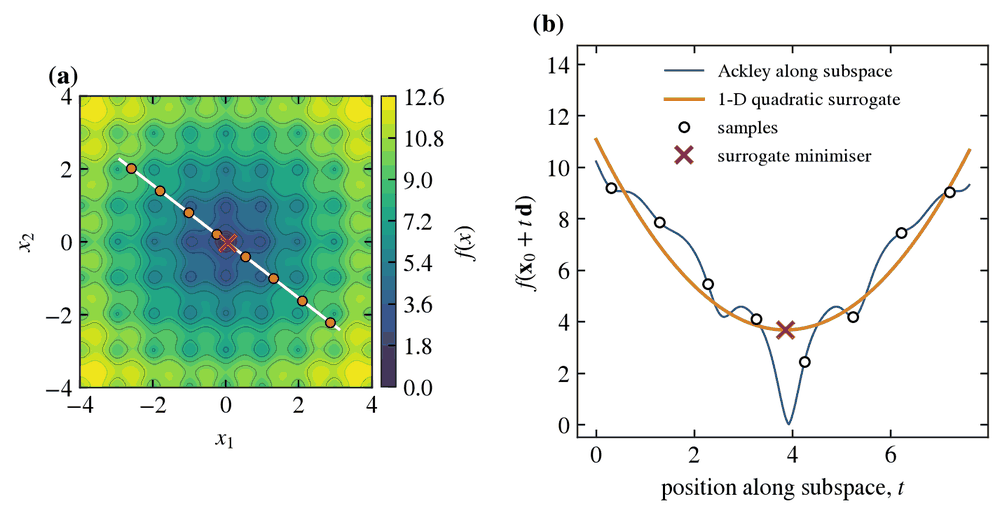 (a)
4
2
0
−2
−4
−4
−2
0
2
4
x₂
x₁
12.6
10.8
9.0
7.2
5.4
3.6
1.8
0.0
f(x)
(b)
14
12
10
8
6
4
2
0
0
2
4
6
f(x₀ + t d)
position along subspace, t
Ackley along subspace
1-D quadratic surrogate
samples
surrogate minimiser